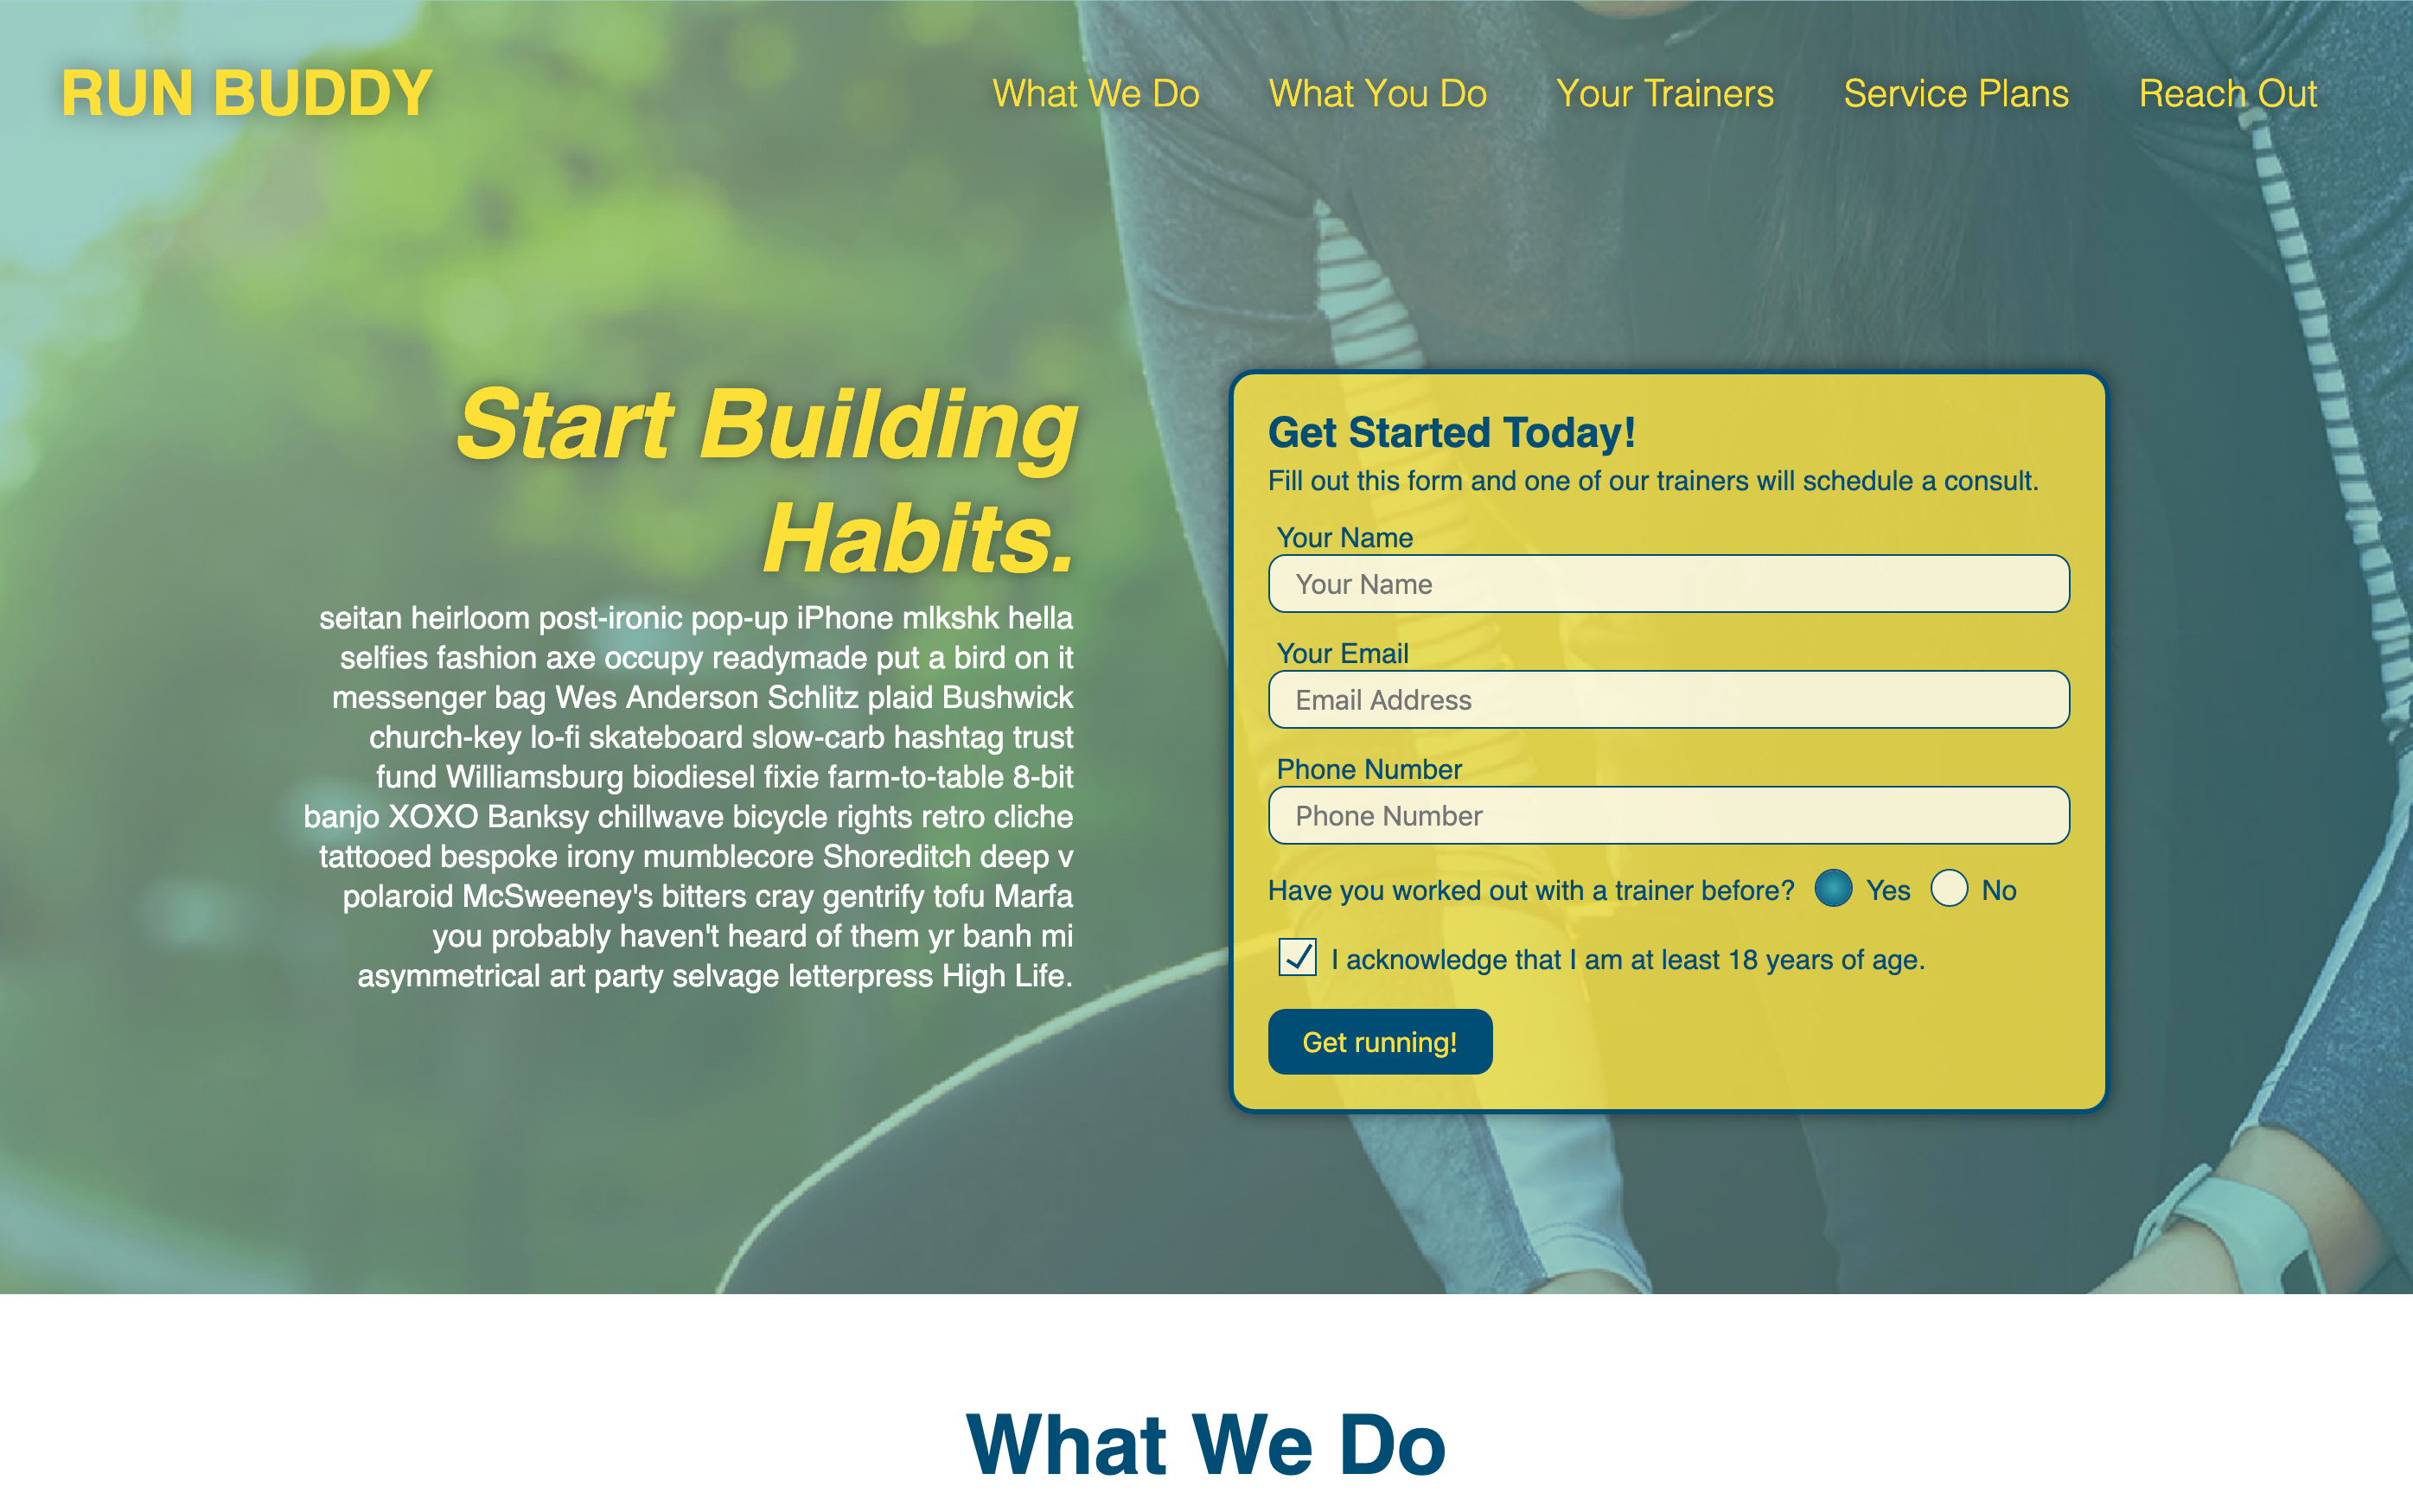 RUN BUDDY
What We Do
What You Do
Your Trainers
Service Plans
Reach Out
Start Building
Habits.
seitan heirloom post-ironic pop-up iPhone mlkshk hella
selfies fashion axe occupy readymade put a bird on it
messenger bag Wes Anderson Schlitz plaid Bushwick
church-key lo-fi skateboard slow-carb hashtag trust
fund Williamsburg biodiesel fixie farm-to-table 8-bit
banjo XOXO Banksy chillwave bicycle rights retro cliche
tattooed bespoke irony mumblecore Shoreditch deep v
polaroid McSweeney's bitters cray gentrify tofu Marfa
you probably haven't heard of them yr banh mi
asymmetrical art party selvage letterpress High Life.
Get Started Today!
Fill out this form and one of our trainers will schedule a consult.
Your Name
Your Name
Your Email
Email Address
Phone Number
Phone Number
Have you worked out with a trainer before? Yes No
I acknowledge that I am at least 18 years of age.
Get running!
What We Do